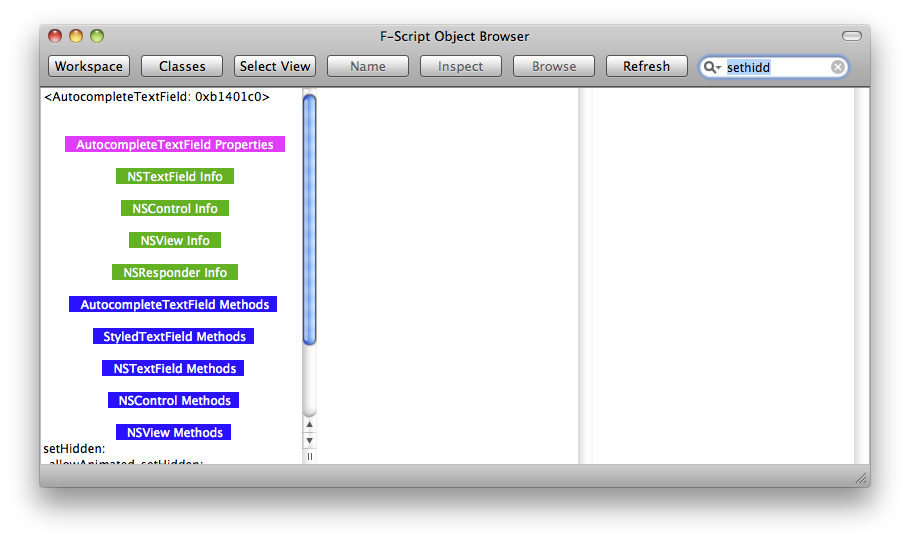 F-Script Object Browser
Workspace Classes Select View Name Inspect Browse Refresh sethidd
<AutocompleteTextField: 0xb1401c0>
AutocompleteTextField Properties
NSTextField Info
NSControl Info
NSView Info
NSResponder Info
AutocompleteTextField Methods
StyledTextField Methods
NSTextField Methods
NSControl Methods
NSView Methods
setHidden:
_allowAnimated_setHidden: